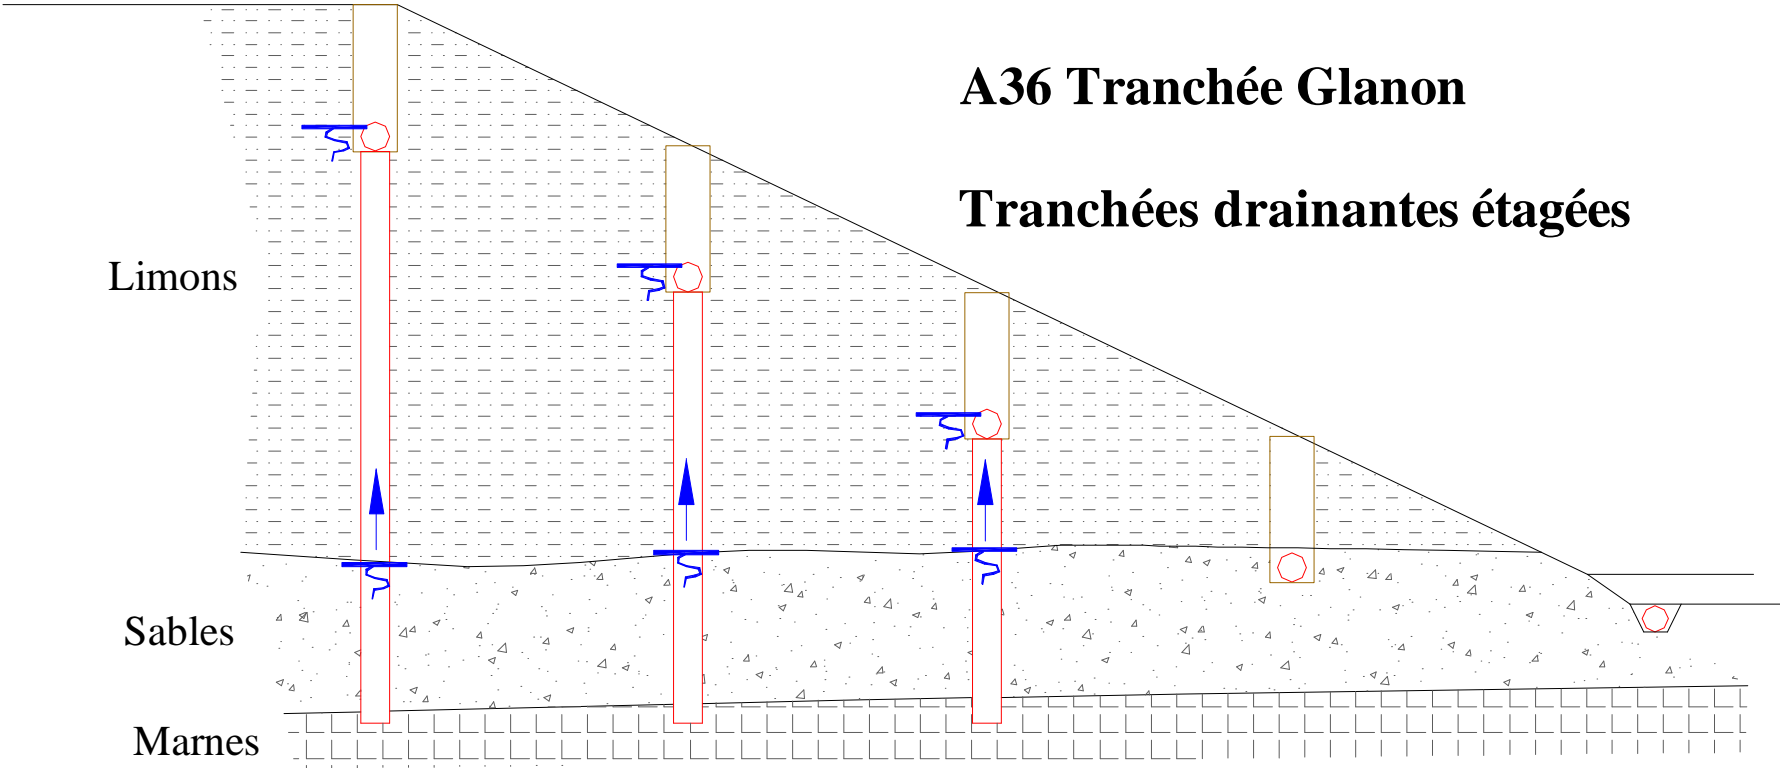 A36 Tranchée Glanon
Tranchées drainantes étagées
Limons
Sables
Marnes